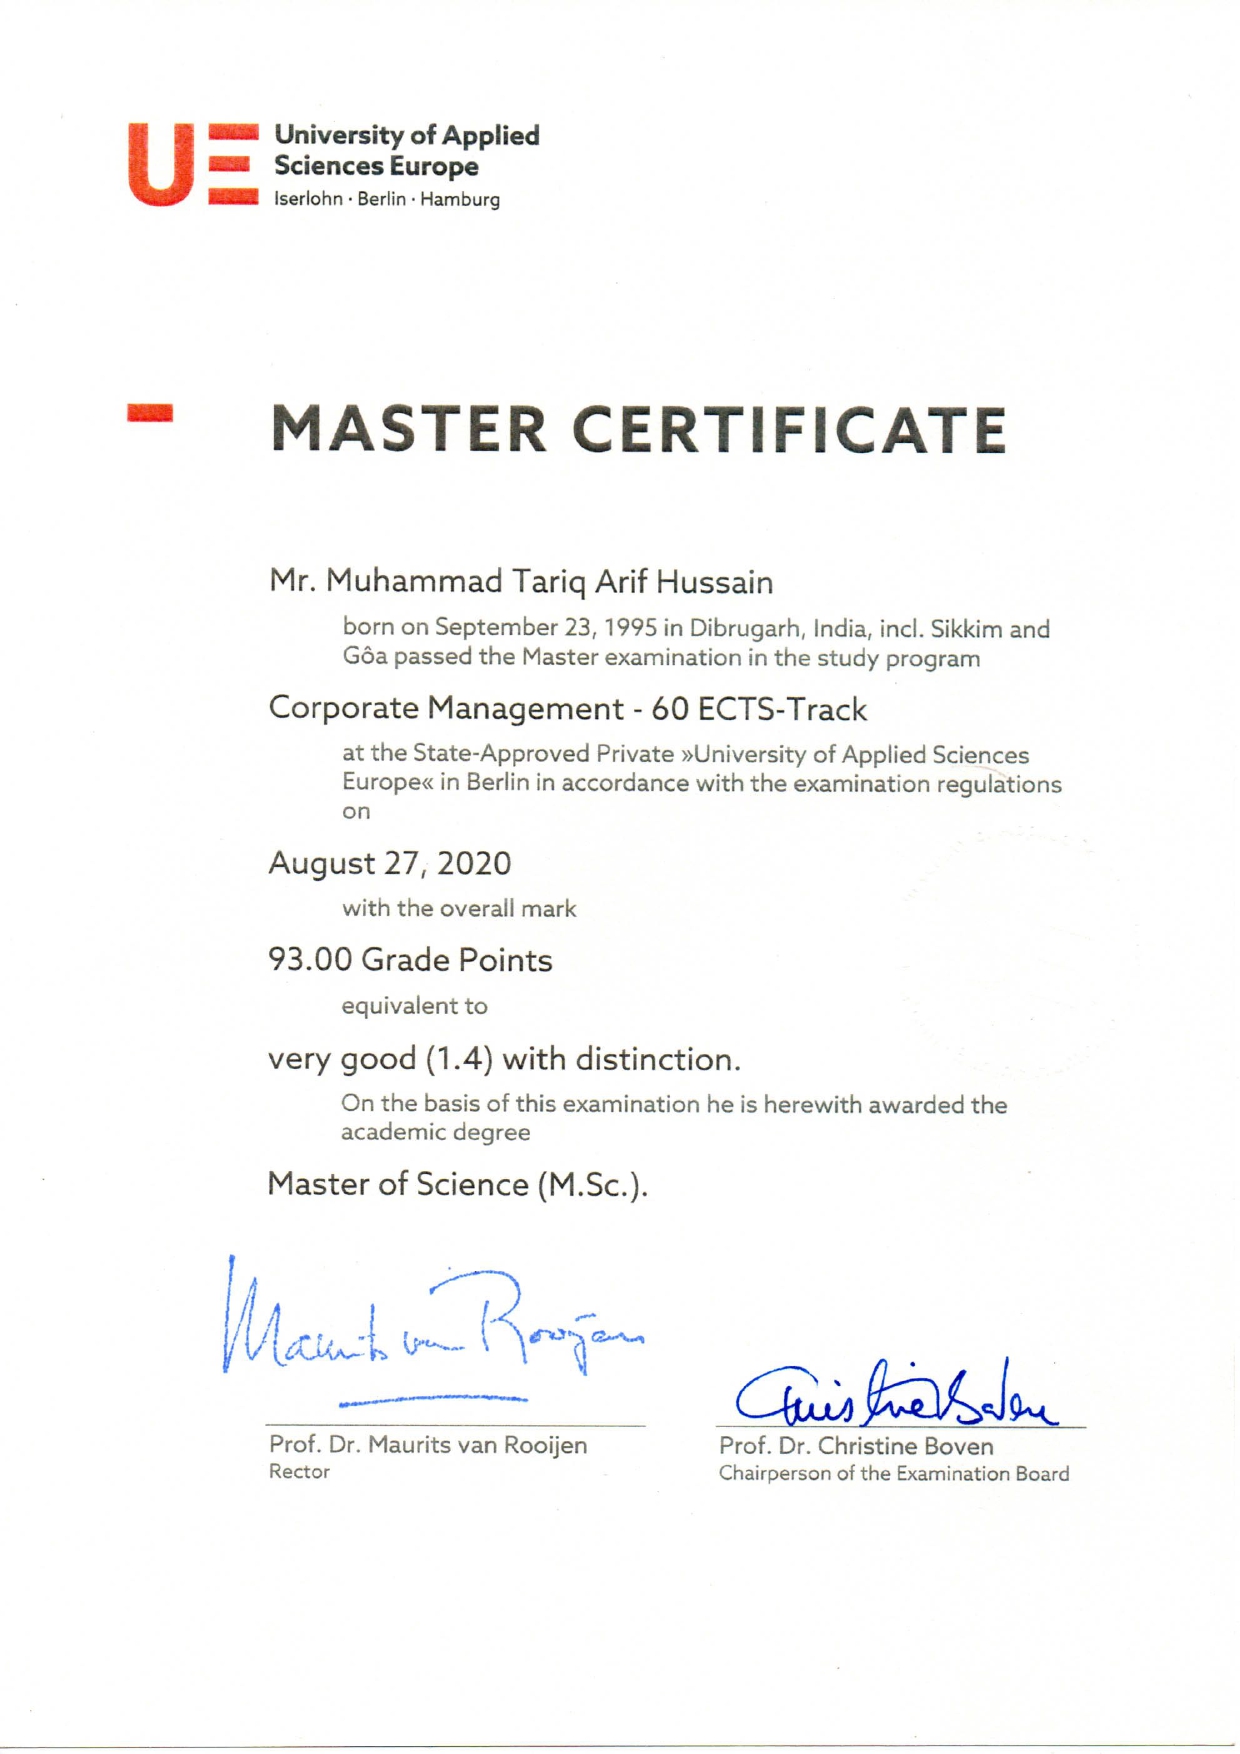 UE
University of Applied
Sciences Europe
Iserlohn · Berlin · Hamburg
MASTER CERTIFICATE
Mr. Muhammad Tariq Arif Hussain
born on September 23, 1995 in Dibrugarh, India, incl. Sikkim and
Gôa passed the Master examination in the study program
Corporate Management - 60 ECTS-Track
at the State-Approved Private »University of Applied Sciences
Europe« in Berlin in accordance with the examination regulations
on
August 27, 2020
with the overall mark
93.00 Grade Points
equivalent to
very good (1.4) with distinction.
On the basis of this examination he is herewith awarded the
academic degree
Master of Science (M.Sc.).
Maurits van Rooijen
Christine Boven
Prof. Dr. Maurits van Rooijen
Rector
Prof. Dr. Christine Boven
Chairperson of the Examination Board